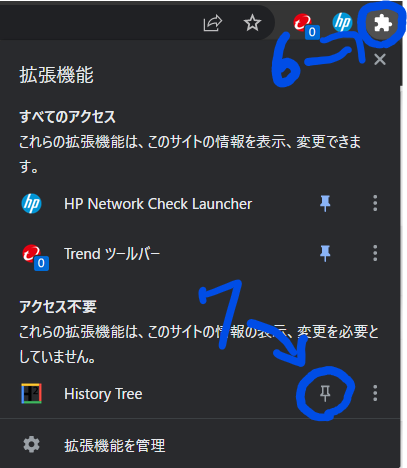 0
hp
6→
拡張機能
すべてのアクセス
これらの拡張機能は、このサイトの情報を表示、変更できま
す。
hp
HP Network Check Launcher
0
Trend ツールバー
アクセス不要
これらの拡張機能は、このサイトの情報の表示、変更を必要と
していません。
7
History Tree
拡張機能を管理